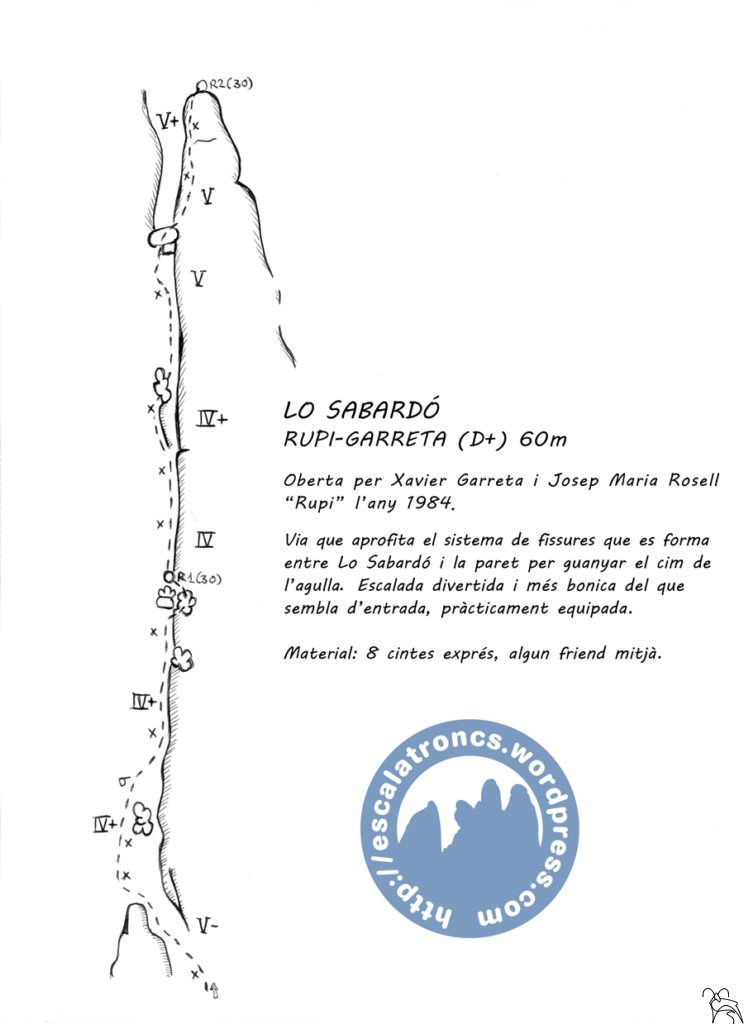 R2(30)
V+
V
V
IV+
IV
R1(30)
IV+
IV+
V-
LO SABARDÓ
RUPI-GARRETA (D+) 60m
Oberta per Xavier Garreta i Josep Maria Rosell
“Rupi” l’any 1984.
Via que aprofita el sistema de fissures que es forma
entre Lo Sabardó i la paret per guanyar el cim de
l’agulla. Escalada divertida i més bonica del que
sembla d’entrada, pràcticament equipada.
Material: 8 cintes exprés, algun friend mitjà.
http://escalatroncs.wordpress.com